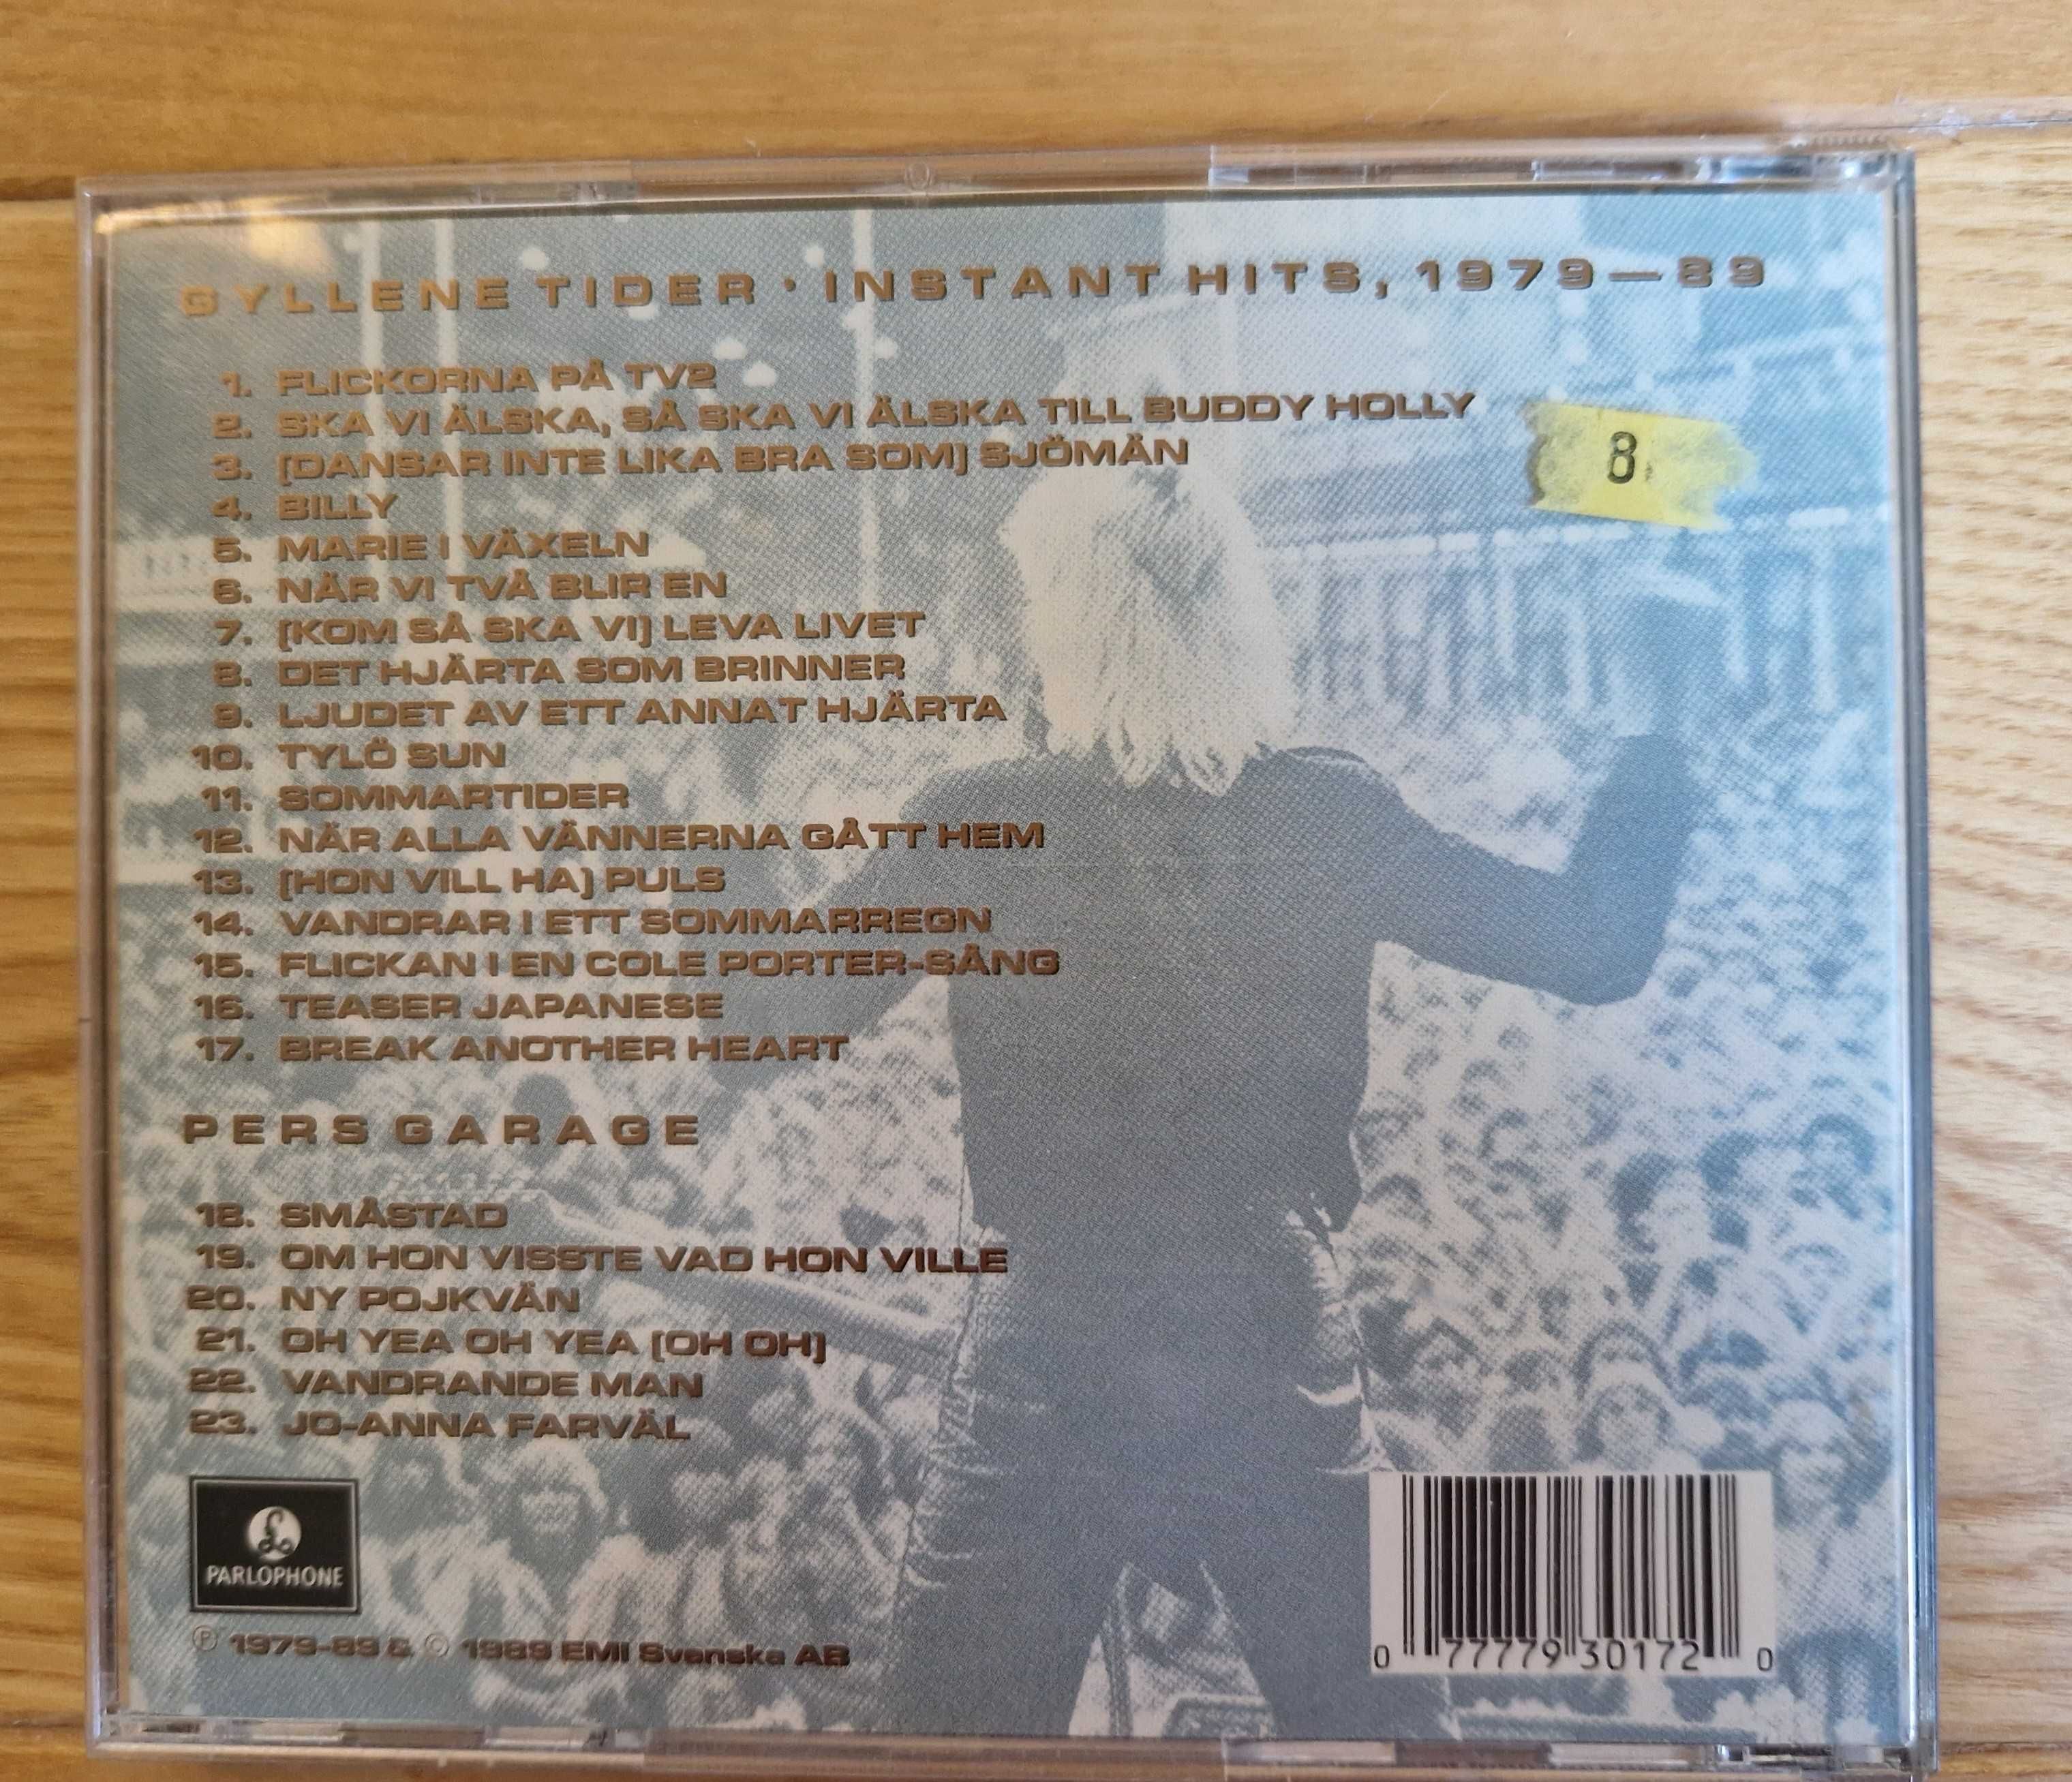 GYLLENE TIDER · INSTANT HITS, 1979—89
1. FLICKORNA PÅ TV2
2. SKA VI ÄLSKA, SÅ SKA VI ÄLSKA TILL BUDDY HOLLY
3. (DANSAR INTE LIKA BRA SOM) SJÖMÄN
4. BILLY
5. MARIE I VÄXELN
6. NÄR VI TVÅ BLIR EN
7. (KOM SÅ SKA VI) LEVA LIVET
8. DET HJÄRTA SOM BRINNER
9. LJUDET AV ETT ANNAT HJÄRTA
10. TYLÖ SUN
11. SOMMARTIDER
12. NÄR ALLA VÄNNERNA GÅTT HEM
13. (HON VILL HA) PULS
14. VANDRAR I ETT SOMMARREGN
15. FLICKAN I EN COLE PORTER-SÅNG
16. TEASER JAPANESE
17. BREAK ANOTHER HEART
8
PERS GARAGE
18. SMÅSTAD
19. OM HON VISSTE VAD HON VILLE
20. NY POJKVÄN
21. OH YEA OH YEA (OH OH)
22. VANDRANDE MAN
23. JO-ANNA FARVÄL
PARLOPHONE
℗ 1979-89 & © 1989 EMI Svenska AB
0 77779 30172 0